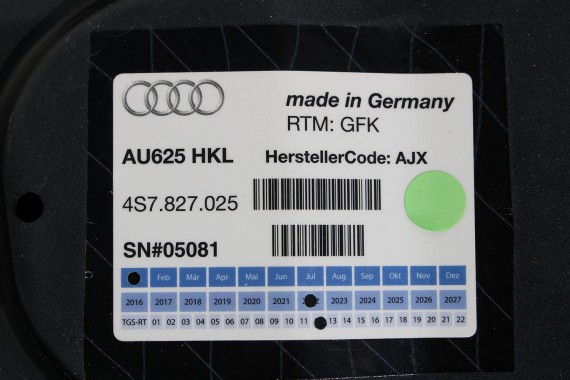 made in Germany
RTM: GFK
AU625 HKL HerstellerCode: AJX
4S7.827.025
SN#05081
Feb Mär Apr Mai Jun Jul Aug Sep Okt Nov Dez
2016 2017 2018 2019 2020 2021 2023 2024 2025 2026 2027
TGS-RT 01 02 03 04 05 06 07 08 09 10 11 13 14 15 16 17 18 19 20 21 22